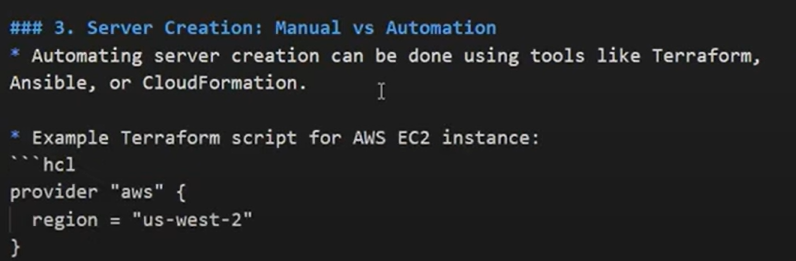 ### 3. Server Creation: Manual vs Automation
* Automating server creation can be done using tools like Terraform,
Ansible, or CloudFormation.
* Example Terraform script for AWS EC2 instance:
```hcl
provider "aws" {
region = "us-west-2"
}